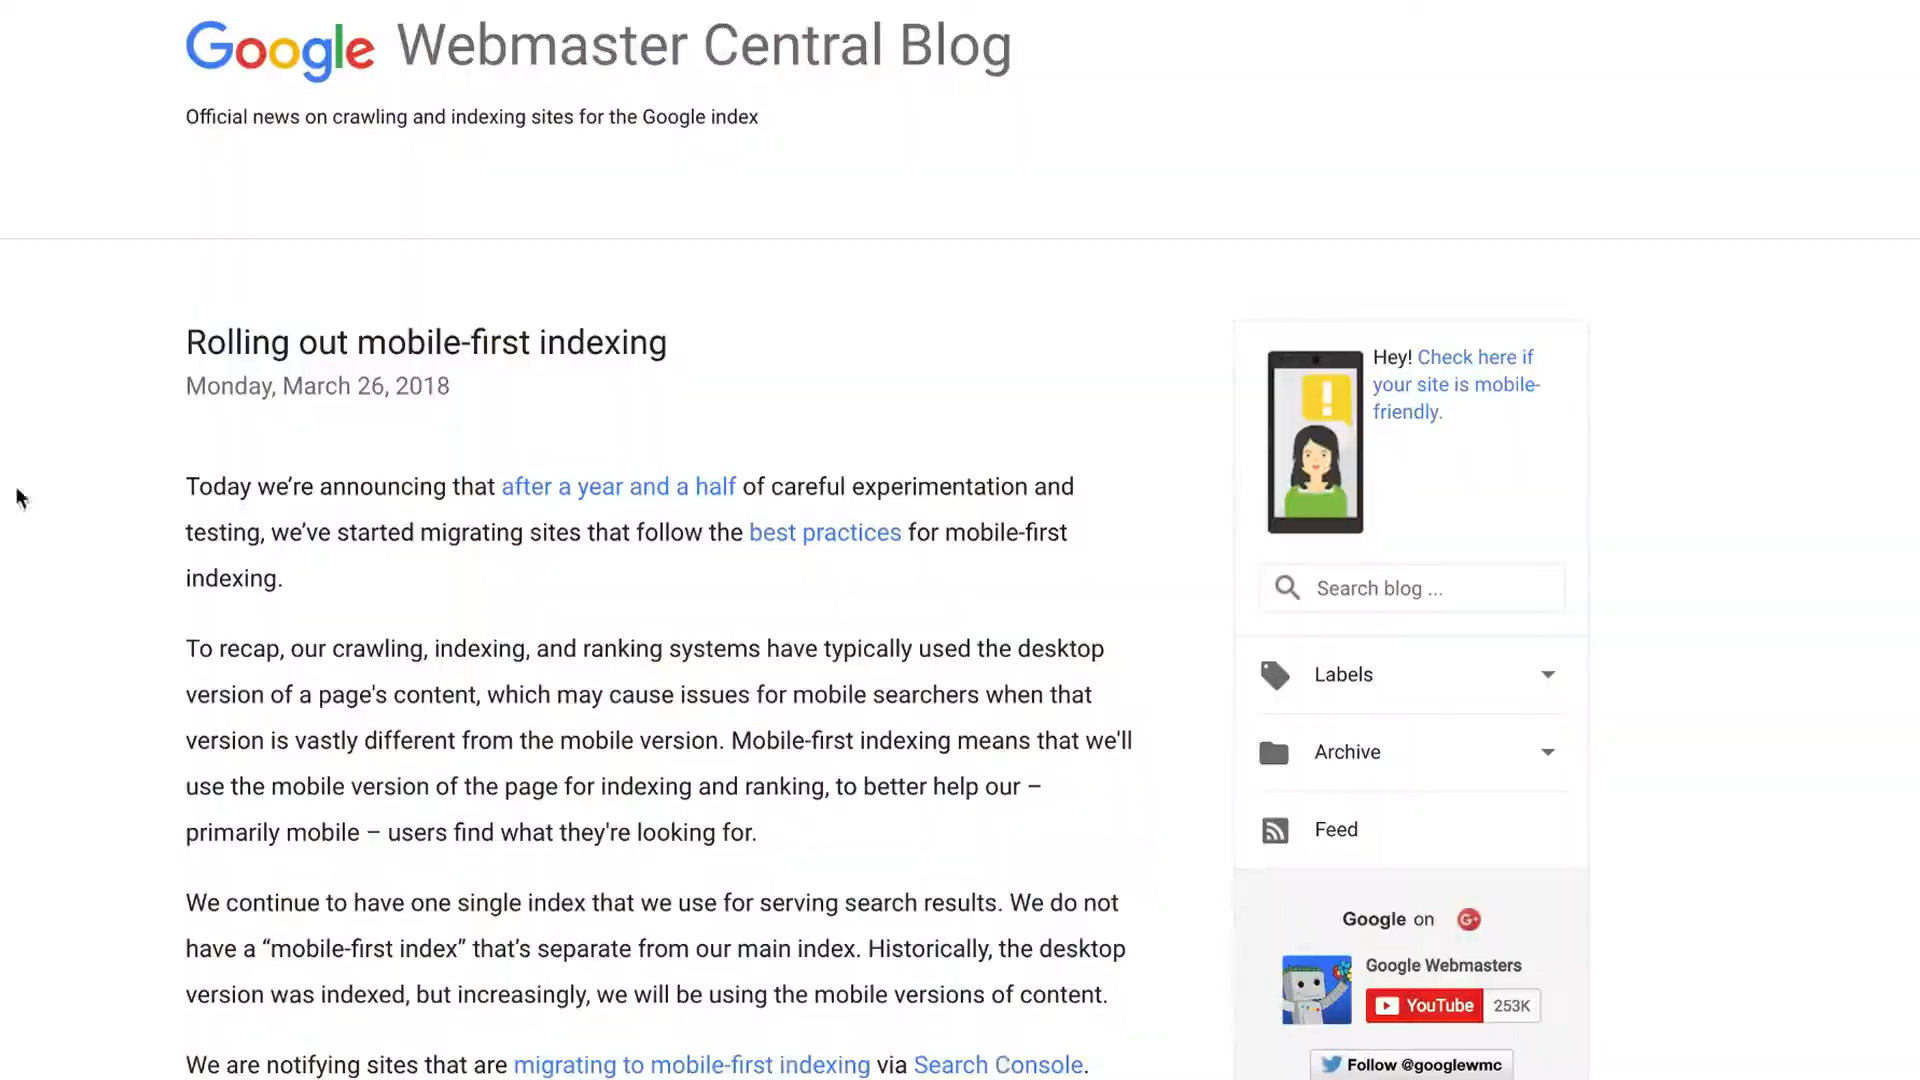 Google Webmaster Central Blog
Official news on crawling and indexing sites for the Google index
Rolling out mobile-first indexing
Monday, March 26, 2018
Today we’re announcing that after a year and a half of careful experimentation and
testing, we’ve started migrating sites that follow the best practices for mobile-first
indexing.
To recap, our crawling, indexing, and ranking systems have typically used the desktop
version of a page's content, which may cause issues for mobile searchers when that
version is vastly different from the mobile version. Mobile-first indexing means that we'll
use the mobile version of the page for indexing and ranking, to better help our –
primarily mobile – users find what they're looking for.
We continue to have one single index that we use for serving search results. We do not
have a “mobile-first index” that’s separate from our main index. Historically, the desktop
version was indexed, but increasingly, we will be using the mobile versions of content.
We are notifying sites that are migrating to mobile-first indexing via Search Console.
Hey! Check here if
your site is mobile-
friendly.
Search blog ...
Labels
Archive
Feed
Google on G+
Google Webmasters
YouTube 253K
Follow @googlewmc